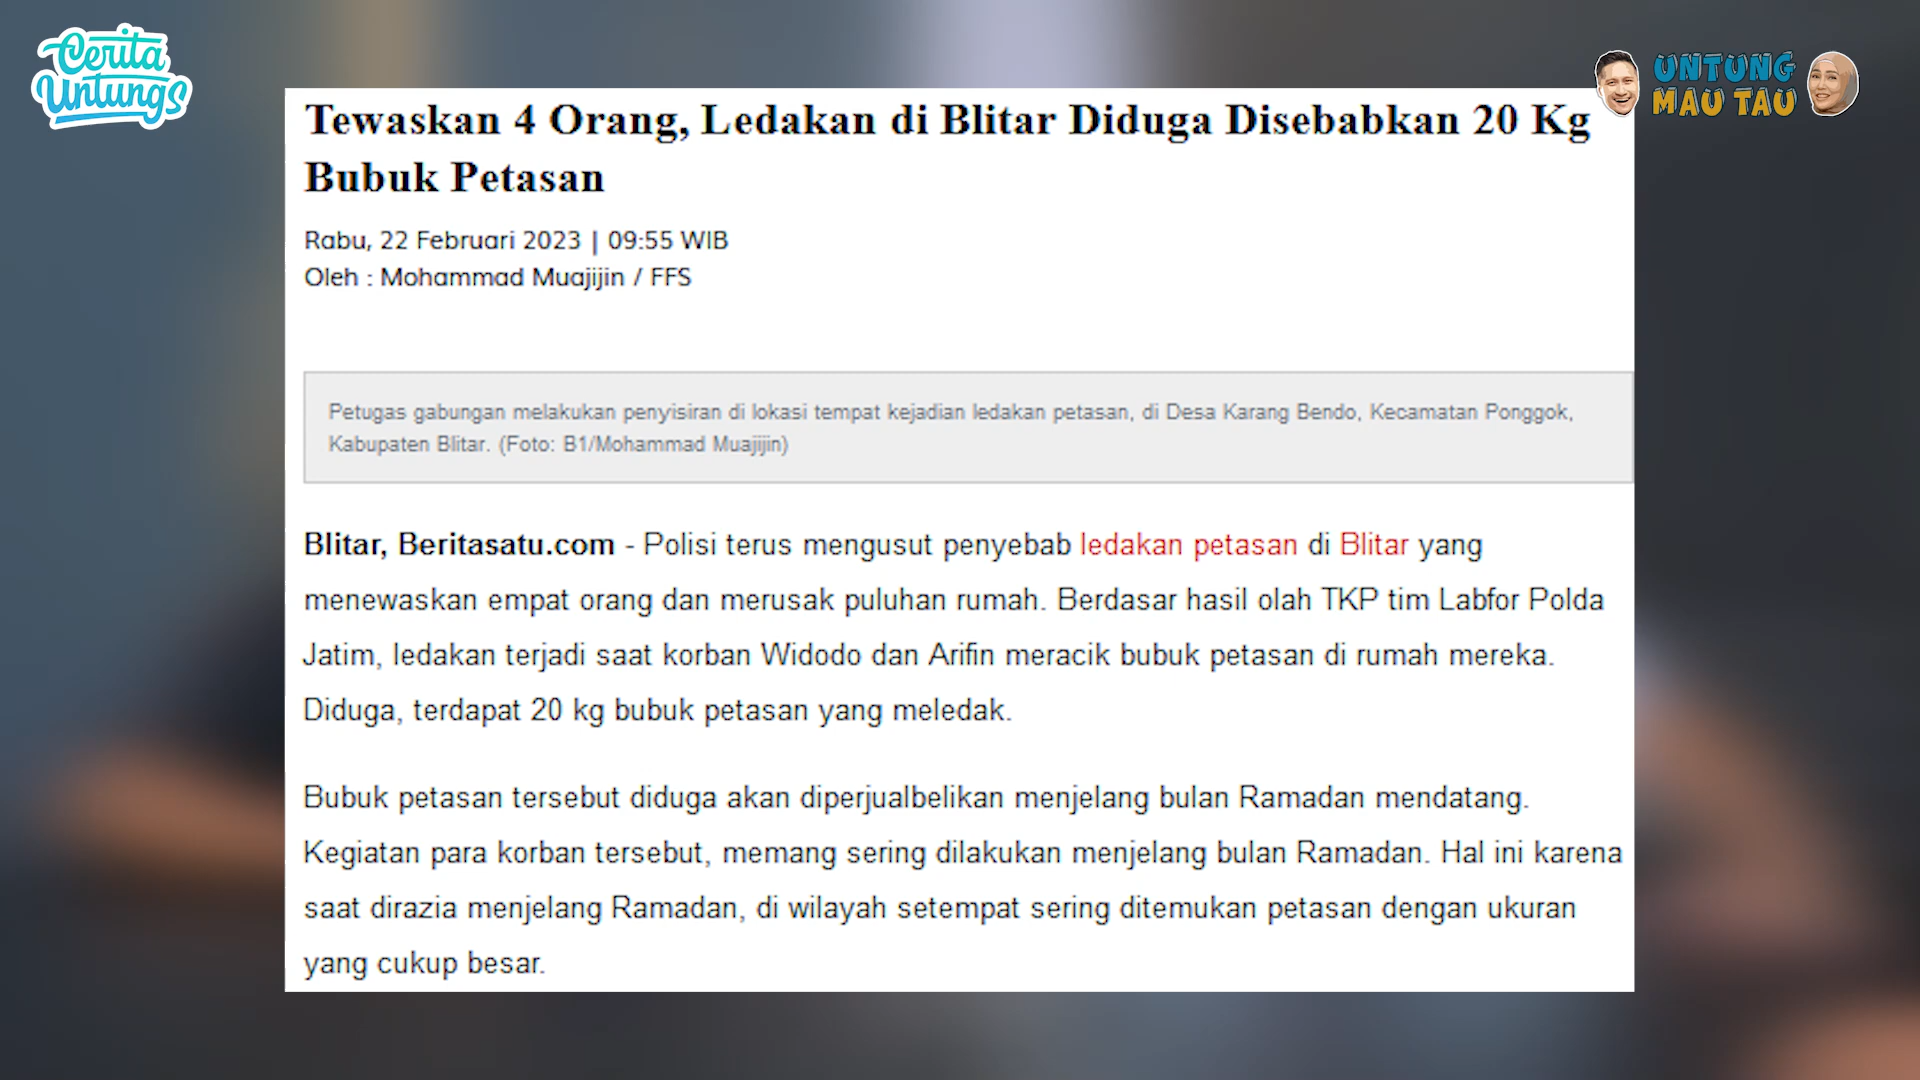 Cerita
Untungs
UNTUNG
MAU TAU
Tewaskan 4 Orang, Ledakan di Blitar Diduga Disebabkan 20 Kg
Bubuk Petasan
Rabu, 22 Februari 2023 | 09:55 WIB
Oleh : Mohammad Muajijin / FFS
Petugas gabungan melakukan penyisiran di lokasi tempat kejadian ledakan petasan, di Desa Karang Bendo, Kecamatan Ponggok,
Kabupaten Blitar. (Foto: B1/Mohammad Muajijin)
Blitar, Beritasatu.com - Polisi terus mengusut penyebab ledakan petasan di Blitar yang
menewaskan empat orang dan merusak puluhan rumah. Berdasar hasil olah TKP tim Labfor Polda
Jatim, ledakan terjadi saat korban Widodo dan Arifin meracik bubuk petasan di rumah mereka.
Diduga, terdapat 20 kg bubuk petasan yang meledak.
Bubuk petasan tersebut diduga akan diperjualbelikan menjelang bulan Ramadan mendatang.
Kegiatan para korban tersebut, memang sering dilakukan menjelang bulan Ramadan. Hal ini karena
saat dirazia menjelang Ramadan, di wilayah setempat sering ditemukan petasan dengan ukuran
yang cukup besar.